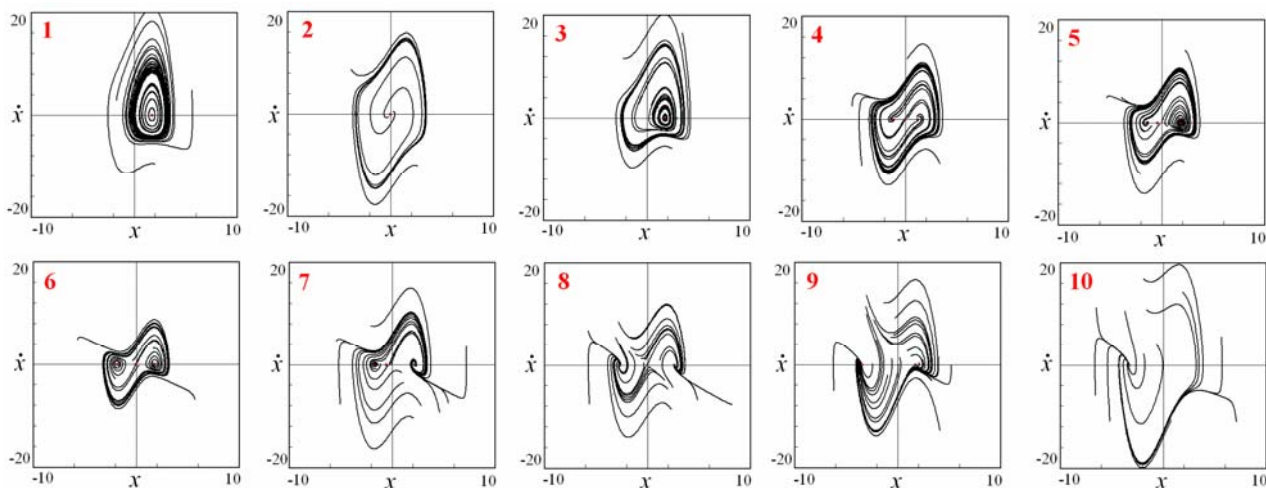 20 1 ẋ -20 -10 x 10
20 2 ẋ -20 -10 x 10
20 3 ẋ -20 -10 x 10
20 4 ẋ -20 -10 x 10
20 5 ẋ -20 -10 x 10
20 6 ẋ -20 -10 x 10
20 7 ẋ -20 -10 x 10
20 8 ẋ -20 -10 x 10
20 9 ẋ -20 -10 x 10
20 10 ẋ -20 -10 x 10